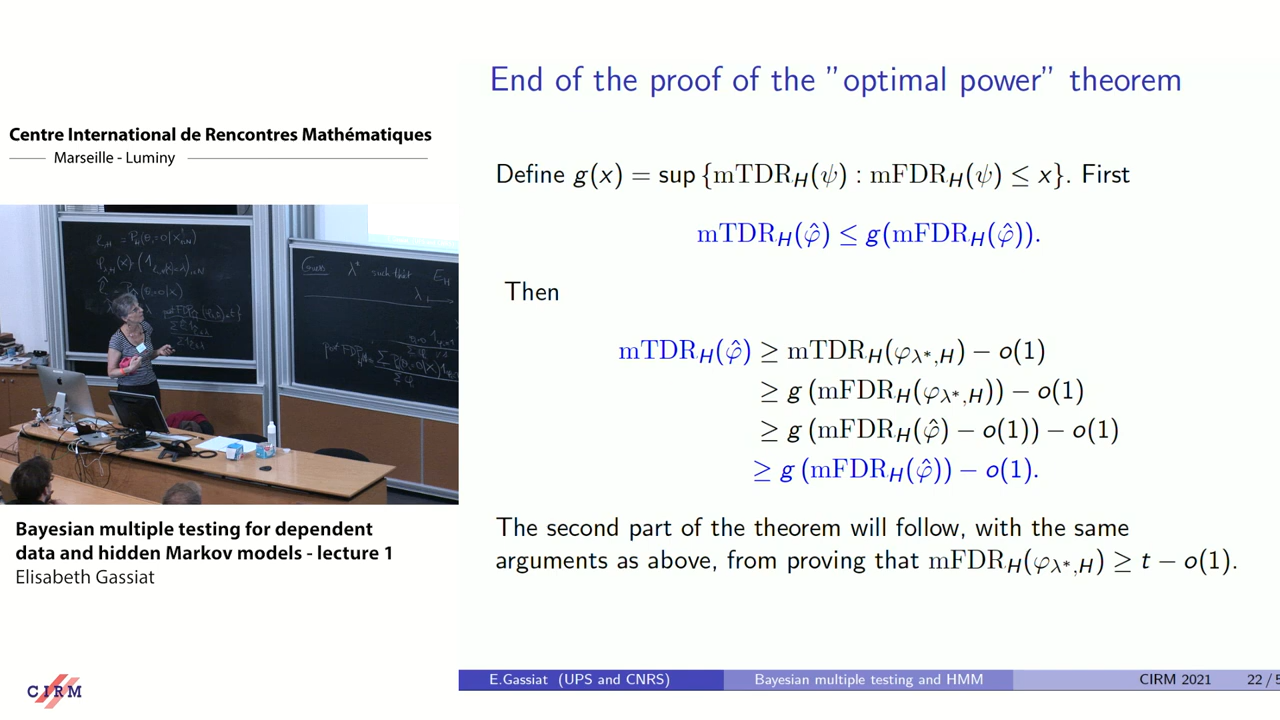 Centre International de Rencontres Mathématiques
Marseille - Luminy
Guess λ* such that E_H
Bayesian multiple testing for dependent
data and hidden Markov models - lecture 1
Elisabeth Gassiat
CIRM
End of the proof of the ”optimal power” theorem
Define g(x) = sup {mTDR_H(ψ) : mFDR_H(ψ) ≤ x}. First
mTDR_H(φ̂) ≤ g(mFDR_H(φ̂)).
Then
mTDR_H(φ̂) ≥ mTDR_H(φ_{λ*,H}) − o(1)
≥ g (mFDR_H(φ_{λ*,H})) − o(1)
≥ g (mFDR_H(φ̂) − o(1)) − o(1)
≥ g (mFDR_H(φ̂)) − o(1).
The second part of the theorem will follow, with the same
arguments as above, from proving that mFDR_H(φ_{λ*,H}) ≥ t − o(1).
E.Gassiat (UPS and CNRS) Bayesian multiple testing and HMM CIRM 2021 22 / 5